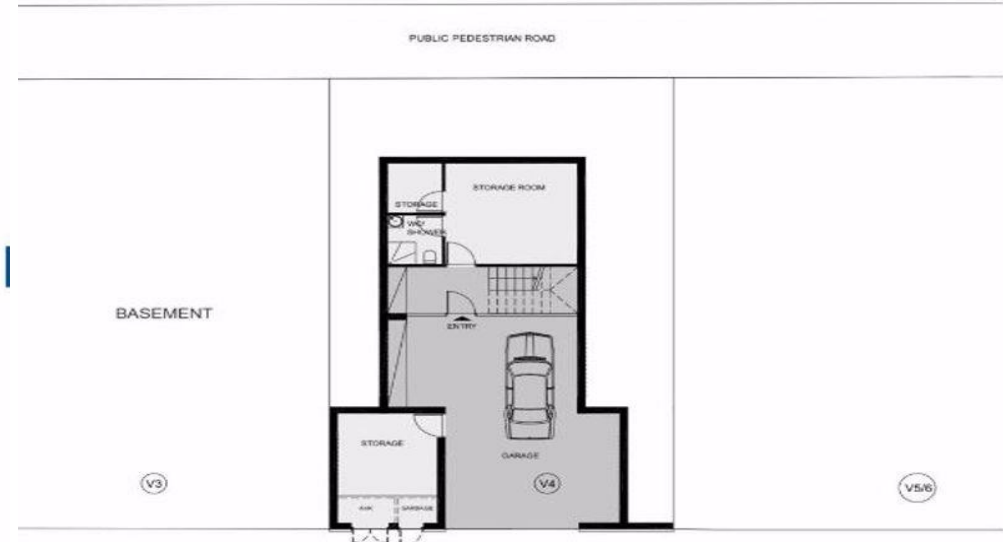 PUBLIC PEDESTRIAN ROAD
STORAGE ROOM
STORAGE
WC/
SHOWER
BASEMENT
ENTRY
STORAGE
GARAGE
V3
V4
V5/6
GARBAGE